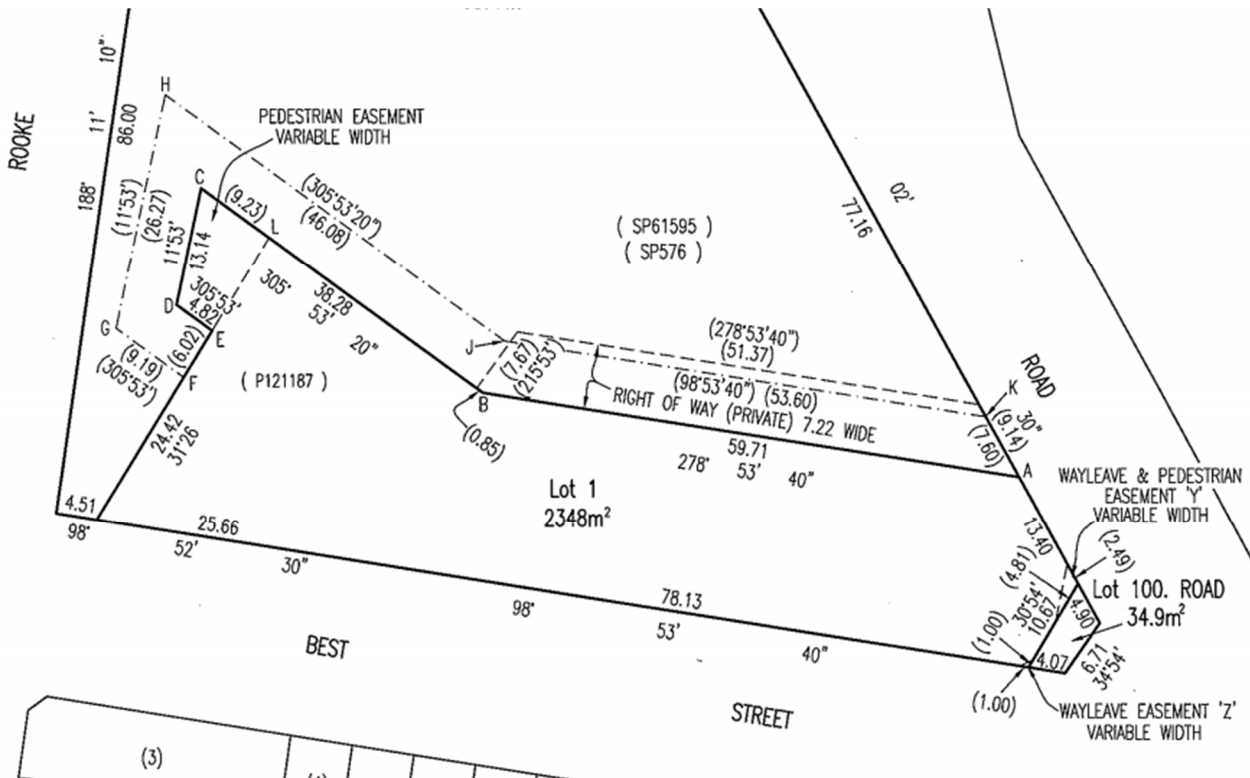 ROOKE
188°
11'
10"
86.00
H
PEDESTRIAN EASEMENT
VARIABLE WIDTH
C
(9.23)
L
(305°53'20")
(46.08)
(11°53')
(26.27)
11°53'
13.14
305°53'
4.82
D
E
G
(6.02)
(9.19)
(305°53')
F
24.42
31°26
( P121187 )
305°
53'
20"
38.28
( SP61595 )
( SP576 )
77.16
02'
30"
ROAD
J
(7.67)
(215°53')
B
(0.85)
(278°53'40")
(51.37)
(98°53'40") (53.60)
RIGHT OF WAY (PRIVATE) 7.22 WIDE
59.71
278° 53' 40"
K
(9.14)
(7.60)
A
WAYLEAVE & PEDESTRIAN
EASEMENT 'Y'
VARIABLE WIDTH
13.40
(2.49)
(4.81)
30°54'
10.67
Lot 100. ROAD
34.9m²
4.90
6.71
34°54'
4.07
(1.00)
(1.00)
WAYLEAVE EASEMENT 'Z'
VARIABLE WIDTH
Lot 1
2348m²
4.51
98°
25.66
52'
30"
78.13
98°
53'
40"
BEST
STREET
(3)